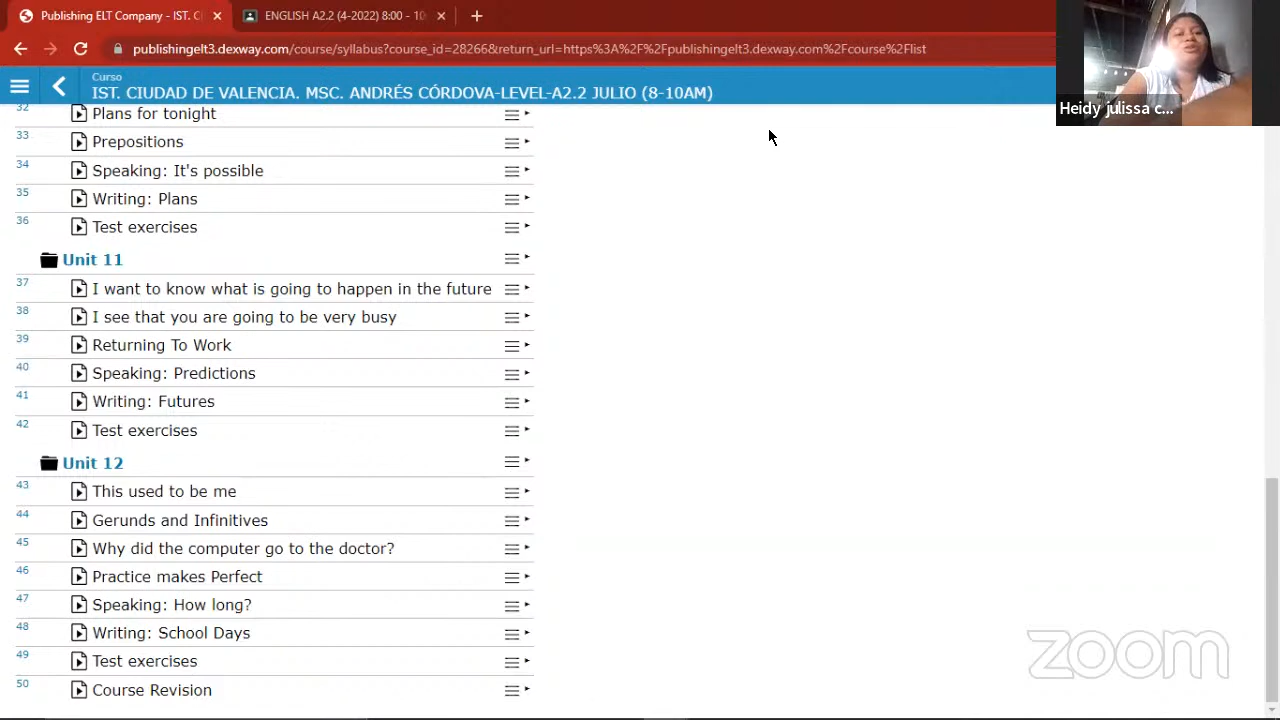 Publishing ELT Company - IST. C
ENGLISH A2.2 (4-2022) 8:00 - 10
publishingelt3.dexway.com/course/syllabus?course_id=28266&return_url=https%3A%2F%2Fpublishingelt3.dexway.com%2Fcourse%2Flist
Curso
IST. CIUDAD DE VALENCIA. MSC. ANDRÉS CÓRDOVA-LEVEL-A2.2 JULIO (8-10AM)
Heidy julissa c...
32 Plans for tonight
33 Prepositions
34 Speaking: It's possible
35 Writing: Plans
36 Test exercises
Unit 11
37 I want to know what is going to happen in the future
38 I see that you are going to be very busy
39 Returning To Work
40 Speaking: Predictions
41 Writing: Futures
42 Test exercises
Unit 12
43 This used to be me
44 Gerunds and Infinitives
45 Why did the computer go to the doctor?
46 Practice makes Perfect
47 Speaking: How long?
48 Writing: School Days
49 Test exercises
50 Course Revision
zoom